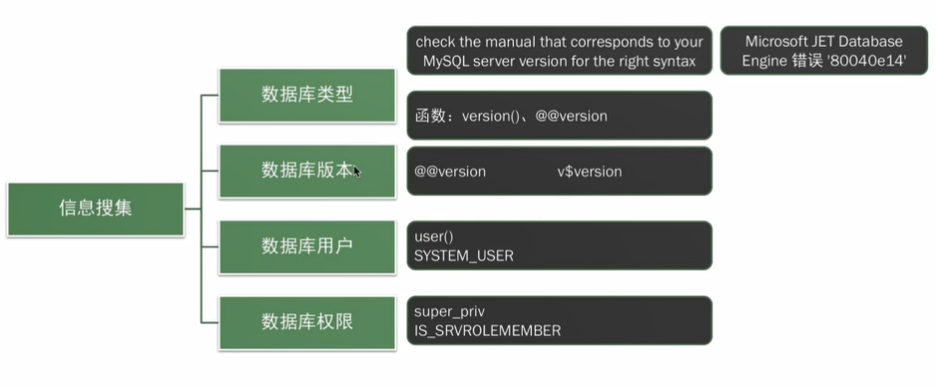 check the manual that corresponds to your
MySQL server version for the right syntax
Microsoft JET Database
Engine 错误 '80040e14'
数据库类型
函数：version()、@@version
数据库版本
@@version v$version
信息搜集
数据库用户
user()
SYSTEM_USER
数据库权限
super_priv
IS_SRVROLEMEMBER